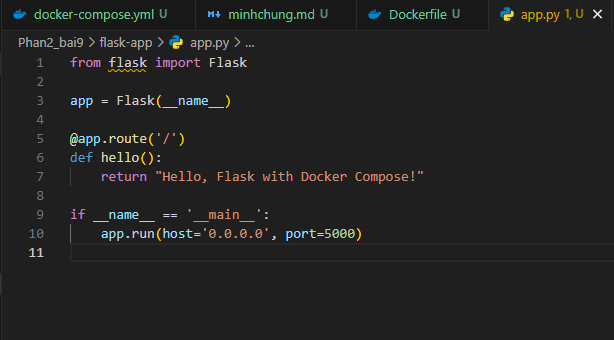 docker-compose.yml U minhchung.md U Dockerfile U app.py 1, U
Phan2_bai9 > flask-app > app.py > ...
1 from flask import Flask
2
3 app = Flask(__name__)
4
5 @app.route('/')
6 def hello():
7 return "Hello, Flask with Docker Compose!"
8
9 if __name__ == '__main__':
10 app.run(host='0.0.0.0', port=5000)
11